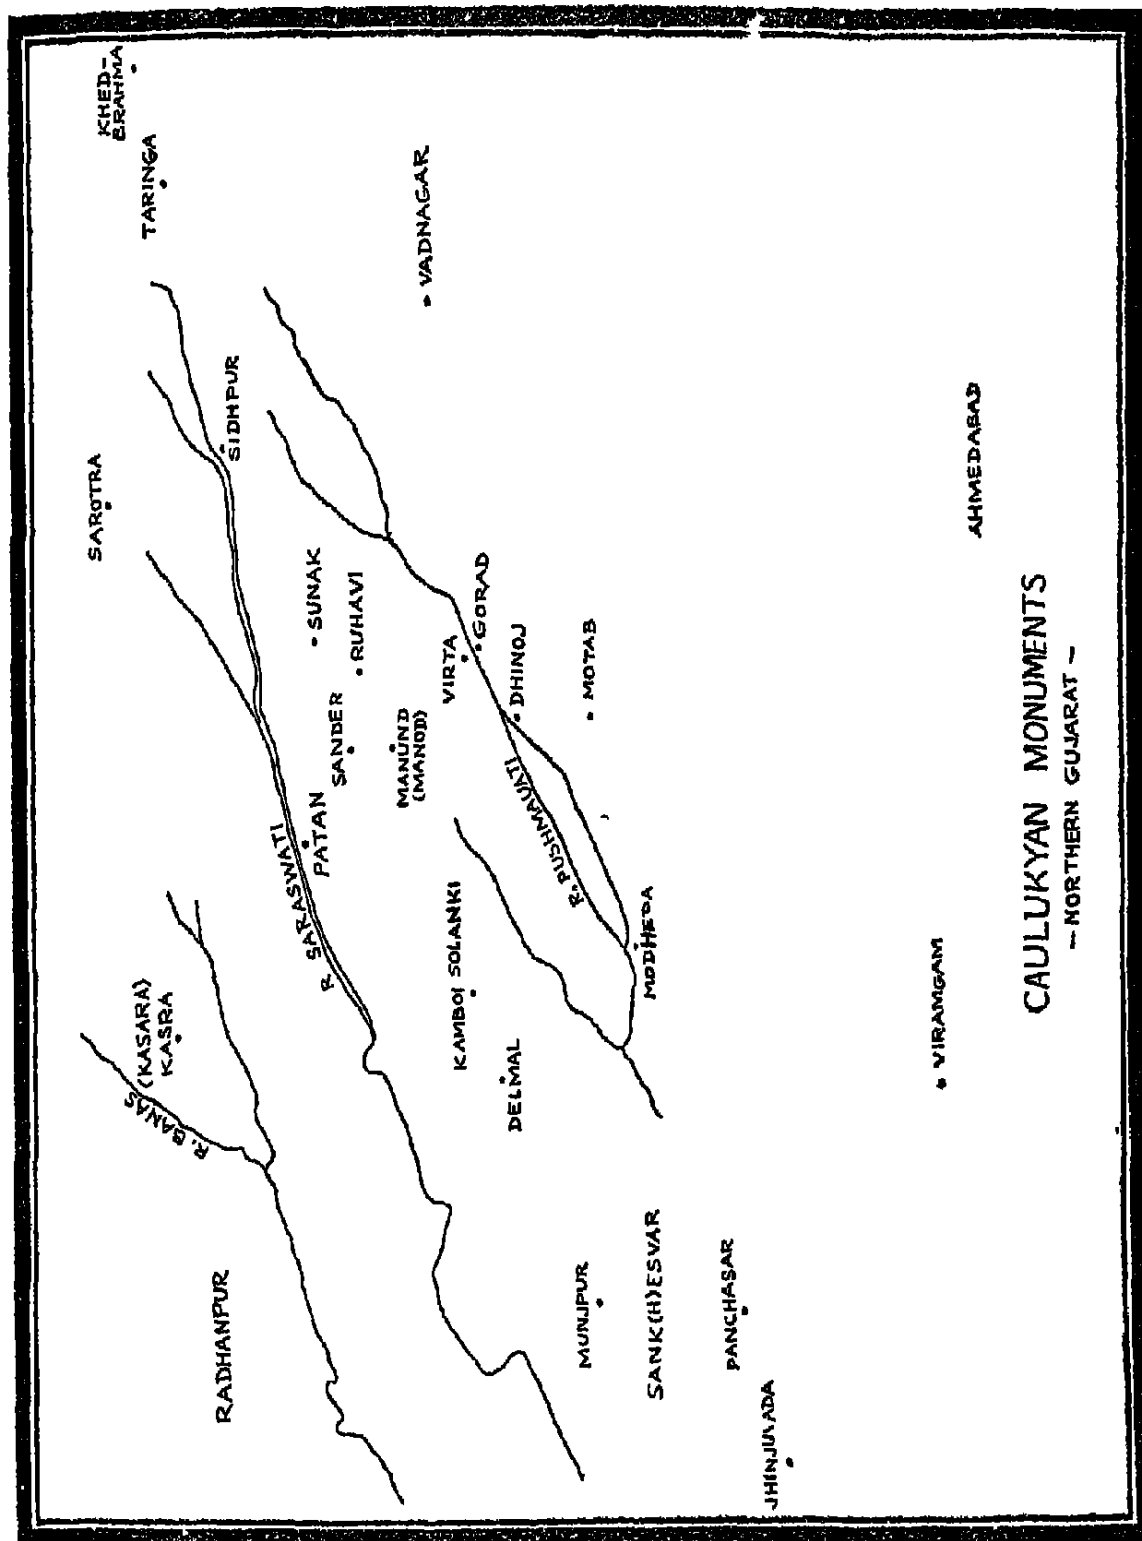 KHED-
BRAHMA
TARINGA
SAROTRA
SIDHPUR
VADNAGAR
SUNAK
RUHAVI
SANDER
MANUND
(MANOD)
VIRTA
GORAD
DHINOJ
MOTAB
PATAN
R SARASWATI
R. PUSHMAVATI
(KASARA)
KASRA
R. BANAS
KAMBOI SOLANKI
DELMAL
MODHERA
RADHANPUR
MUNJPUR
SANK(H)ESVAR
PANCHASAR
JHINJUVADA
VIRAMGAM
AHMEDABAD
CAULUKYAN MONUMENTS
— NORTHERN GUJARAT —